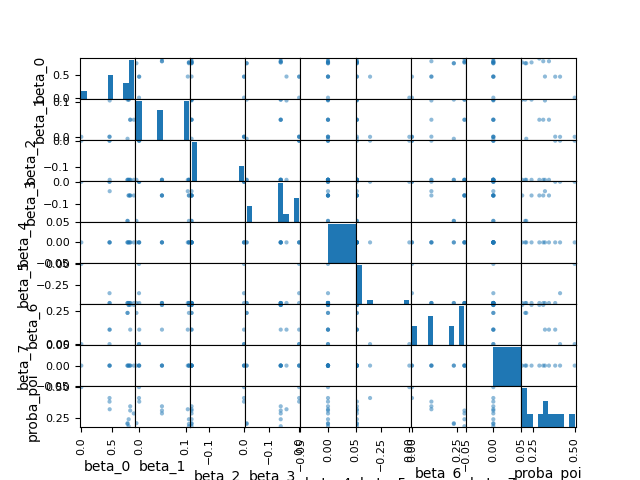 beta_0
0.5
0.0
beta_1
0.1
0.0
beta_2
0.0
−0.1
beta_3
0.0
−0.1
beta_4
0.05
0.00
−0.05
beta_5
−0.25
beta_6
0.25
0.00
beta_7
0.00
−0.05
proba_poi
0.25
0.0 0.5 0.0 0.1 −0.1 0.0 −0.1 0.00 0.05 −0.25 0.25 0.00 0.05 0.25 0.50
beta_0 beta_1 beta_2 beta_3 beta_6 proba_poi